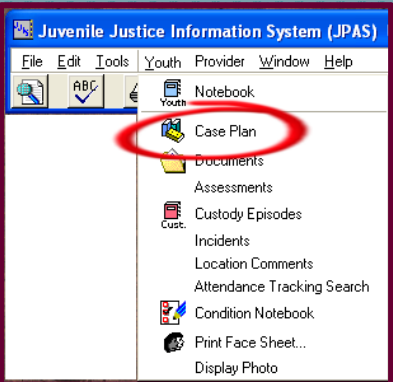 Juvenile Justice Information System (JPAS)
File Edit Tools Youth Provider Window Help
ABC
Youth Notebook
Case Plan
Documents
Assessments
Cust. Custody Episodes
Incidents
Location Comments
Attendance Tracking Search
Condition Notebook
Print Face Sheet...
Display Photo